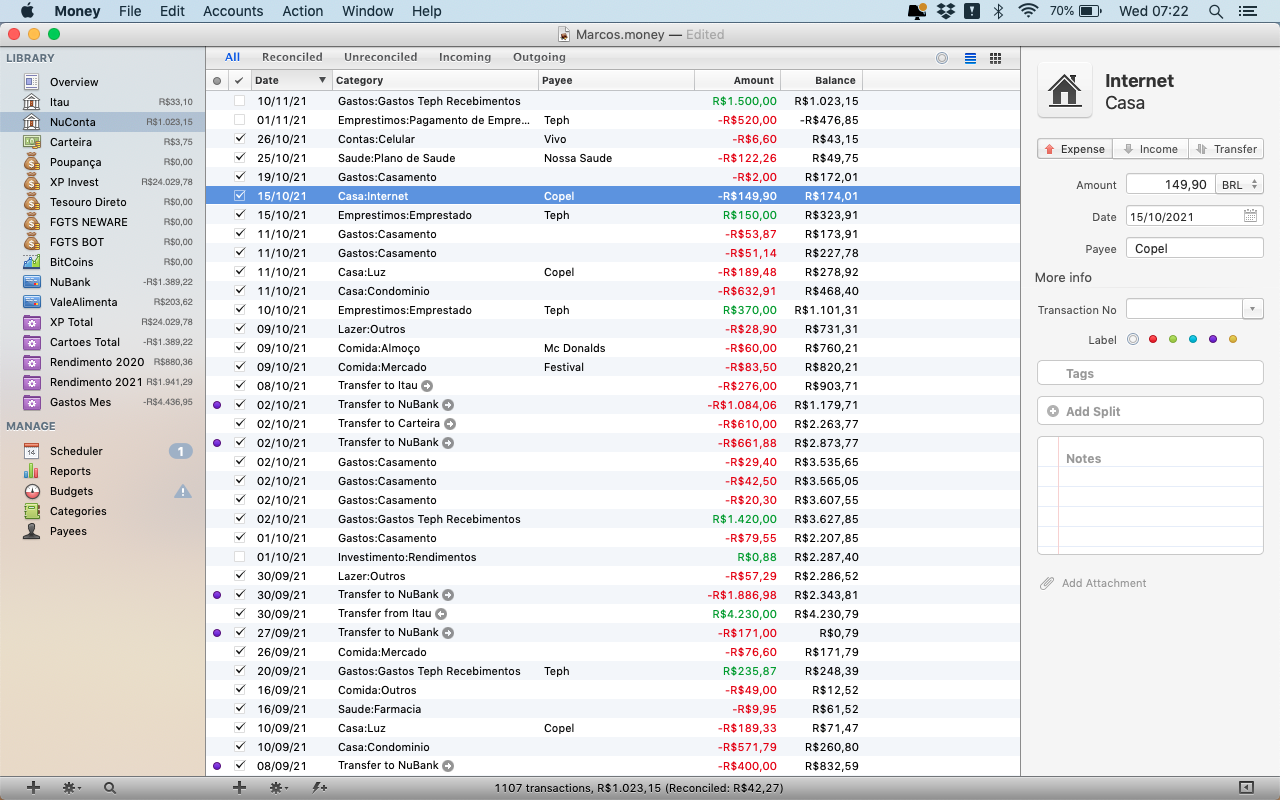 Money File Edit Accounts Action Window Help 70% Wed 07:22
Marcos.money — Edited
LIBRARY
Overview
Itau R$33,10
NuConta R$1.023,15
Carteira R$3,75
Poupança R$0,00
XP Invest R$24.029,78
Tesouro Direto R$0,00
FGTS NEWARE R$0,00
FGTS BOT R$0,00
BitCoins R$0,00
NuBank -R$1.389,22
ValeAlimenta R$203,62
XP Total R$24.029,78
Cartoes Total -R$1.389,22
Rendimento 2020 R$880,36
Rendimento 2021 R$1.941,29
Gastos Mes -R$4.436,95
MANAGE
Scheduler 1
Reports
Budgets
Categories
Payees
All Reconciled Unreconciled Incoming Outgoing
Date Category Payee Amount Balance
10/11/21 Gastos:Gastos Teph Recebimentos R$1.500,00 R$1.023,15
01/11/21 Emprestimos:Pagamento de Empre... Teph -R$520,00 -R$476,85
26/10/21 Contas:Celular Vivo -R$6,60 R$43,15
25/10/21 Saude:Plano de Saude Nossa Saude -R$122,26 R$49,75
19/10/21 Gastos:Casamento -R$2,00 R$172,01
15/10/21 Casa:Internet Copel -R$149,90 R$174,01
15/10/21 Emprestimos:Emprestado Teph R$150,00 R$323,91
11/10/21 Gastos:Casamento -R$53,87 R$173,91
11/10/21 Gastos:Casamento -R$51,14 R$227,78
11/10/21 Casa:Luz Copel -R$189,48 R$278,92
11/10/21 Casa:Condominio -R$632,91 R$468,40
10/10/21 Emprestimos:Emprestado Teph R$370,00 R$1.101,31
09/10/21 Lazer:Outros -R$28,90 R$731,31
09/10/21 Comida:Almoço Mc Donalds -R$60,00 R$760,21
09/10/21 Comida:Mercado Festival -R$83,50 R$820,21
08/10/21 Transfer to Itau -R$276,00 R$903,71
02/10/21 Transfer to NuBank -R$1.084,06 R$1.179,71
02/10/21 Transfer to Carteira -R$610,00 R$2.263,77
02/10/21 Transfer to NuBank -R$661,88 R$2.873,77
02/10/21 Gastos:Casamento -R$29,40 R$3.535,65
02/10/21 Gastos:Casamento -R$42,50 R$3.565,05
02/10/21 Gastos:Casamento -R$20,30 R$3.607,55
02/10/21 Gastos:Gastos Teph Recebimentos R$1.420,00 R$3.627,85
01/10/21 Gastos:Casamento -R$79,55 R$2.207,85
01/10/21 Investimento:Rendimentos R$0,88 R$2.287,40
30/09/21 Lazer:Outros -R$57,29 R$2.286,52
30/09/21 Transfer to NuBank -R$1.886,98 R$2.343,81
30/09/21 Transfer from Itau R$4.230,00 R$4.230,79
27/09/21 Transfer to NuBank -R$171,00 R$0,79
26/09/21 Comida:Mercado -R$76,60 R$171,79
20/09/21 Gastos:Gastos Teph Recebimentos Teph R$235,87 R$248,39
16/09/21 Comida:Outros -R$49,00 R$12,52
16/09/21 Saude:Farmacia -R$9,95 R$61,52
10/09/21 Casa:Luz Copel -R$189,33 R$71,47
10/09/21 Casa:Condominio -R$571,79 R$260,80
08/09/21 Transfer to NuBank -R$400,00 R$832,59
1107 transactions, R$1.023,15 (Reconciled: R$42,27)
Internet
Casa
Expense Income Transfer
Amount 149,90 BRL
Date 15/10/2021
Payee Copel
More info
Transaction No
Label
Tags
Add Split
Notes
Add Attachment